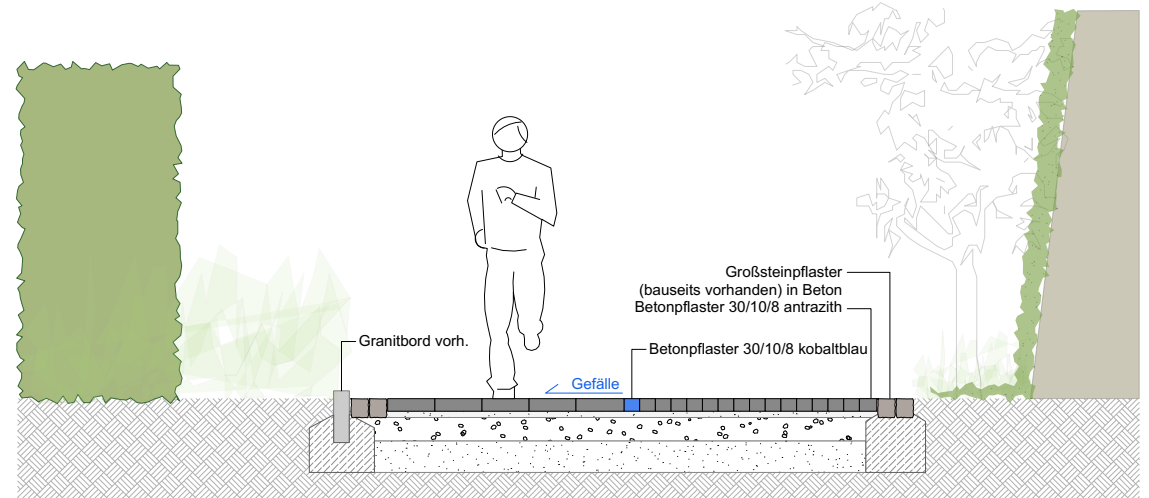 Großsteinpflaster
(bauseits vorhanden) in Beton
Betonpflaster 30/10/8 antrazith
Granitbord vorh.
Betonpflaster 30/10/8 kobaltblau
Gefälle